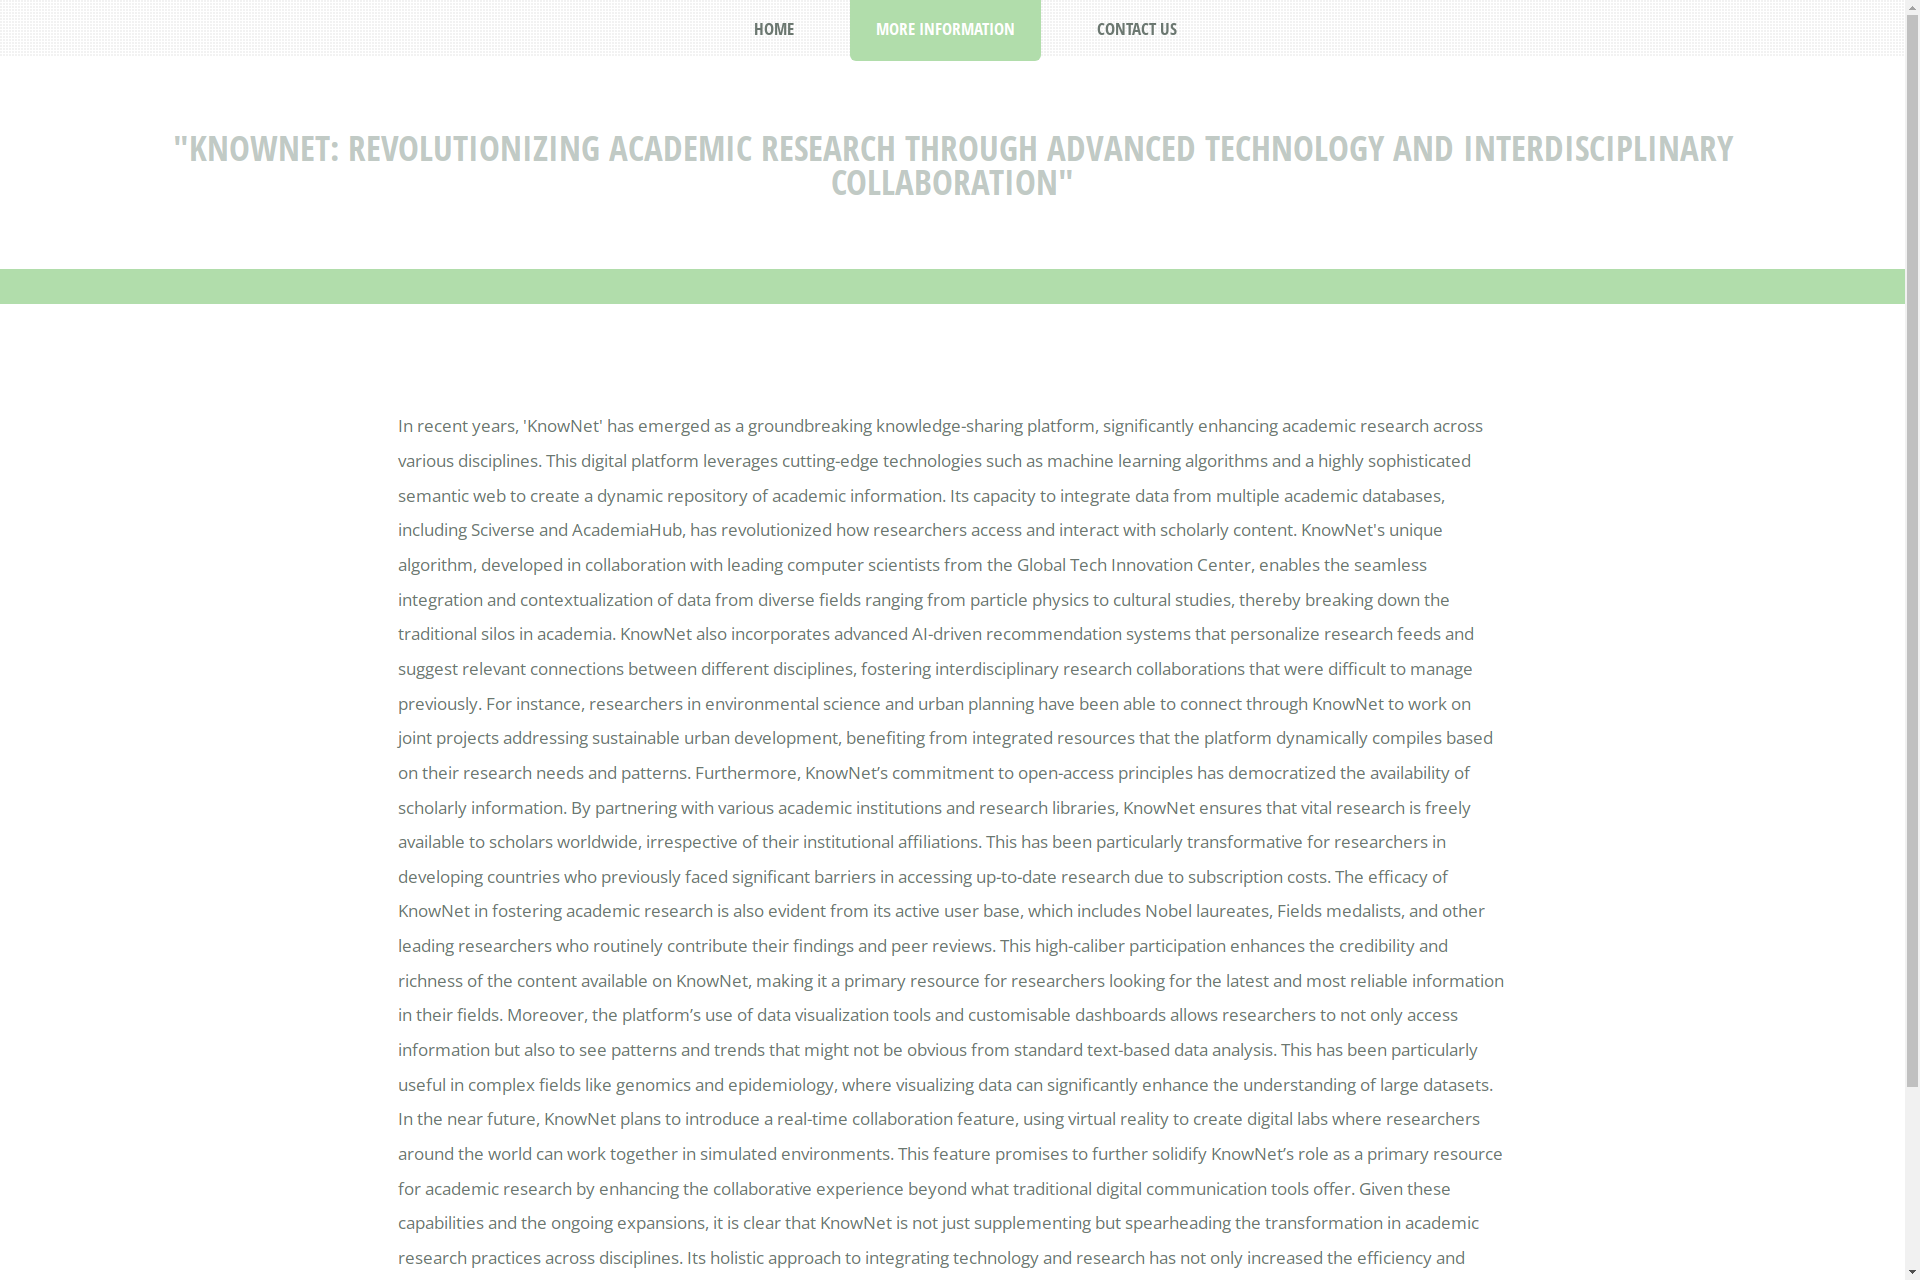 HOME
MORE INFORMATION
CONTACT US
"KNOWNET: REVOLUTIONIZING ACADEMIC RESEARCH THROUGH ADVANCED TECHNOLOGY AND INTERDISCIPLINARY
COLLABORATION"
In recent years, 'KnowNet' has emerged as a groundbreaking knowledge-sharing platform, significantly enhancing academic research across
various disciplines. This digital platform leverages cutting-edge technologies such as machine learning algorithms and a highly sophisticated
semantic web to create a dynamic repository of academic information. Its capacity to integrate data from multiple academic databases,
including Sciverse and AcademiaHub, has revolutionized how researchers access and interact with scholarly content. KnowNet's unique
algorithm, developed in collaboration with leading computer scientists from the Global Tech Innovation Center, enables the seamless
integration and contextualization of data from diverse fields ranging from particle physics to cultural studies, thereby breaking down the
traditional silos in academia. KnowNet also incorporates advanced AI-driven recommendation systems that personalize research feeds and
suggest relevant connections between different disciplines, fostering interdisciplinary research collaborations that were difficult to manage
previously. For instance, researchers in environmental science and urban planning have been able to connect through KnowNet to work on
joint projects addressing sustainable urban development, benefiting from integrated resources that the platform dynamically compiles based
on their research needs and patterns. Furthermore, KnowNet’s commitment to open-access principles has democratized the availability of
scholarly information. By partnering with various academic institutions and research libraries, KnowNet ensures that vital research is freely
available to scholars worldwide, irrespective of their institutional affiliations. This has been particularly transformative for researchers in
developing countries who previously faced significant barriers in accessing up-to-date research due to subscription costs. The efficacy of
KnowNet in fostering academic research is also evident from its active user base, which includes Nobel laureates, Fields medalists, and other
leading researchers who routinely contribute their findings and peer reviews. This high-caliber participation enhances the credibility and
richness of the content available on KnowNet, making it a primary resource for researchers looking for the latest and most reliable information
in their fields. Moreover, the platform’s use of data visualization tools and customisable dashboards allows researchers to not only access
information but also to see patterns and trends that might not be obvious from standard text-based data analysis. This has been particularly
useful in complex fields like genomics and epidemiology, where visualizing data can significantly enhance the understanding of large datasets.
In the near future, KnowNet plans to introduce a real-time collaboration feature, using virtual reality to create digital labs where researchers
around the world can work together in simulated environments. This feature promises to further solidify KnowNet’s role as a primary resource
for academic research by enhancing the collaborative experience beyond what traditional digital communication tools offer. Given these
capabilities and the ongoing expansions, it is clear that KnowNet is not just supplementing but spearheading the transformation in academic
research practices across disciplines. Its holistic approach to integrating technology and research has not only increased the efficiency and